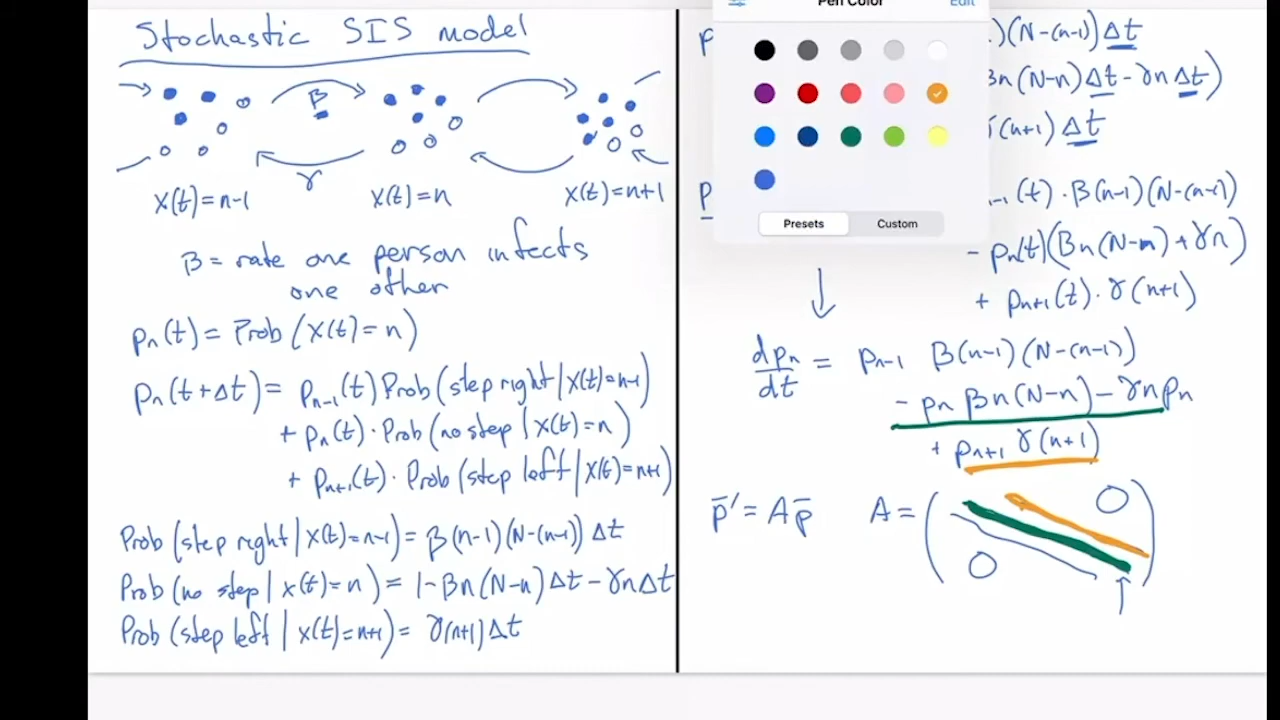 Stochastic SIS model
β
γ
X(t)=n-1
X(t)=n
X(t)=n+1
β = rate one person infects
one other
pn(t) = Prob(X(t)=n)
pn(t+Δt) = pn-1(t) Prob(step right | X(t)=n-1)
+ pn(t)·Prob(no step | X(t)=n)
+ pn+1(t)·Prob(step left | X(t)=n+1)
Prob(step right | X(t)=n-1) = β(n-1)(N-(n-1)) Δt
Prob(no step | X(t)=n) = 1-βn(N-n)Δt - γnΔt
Prob(step left | X(t)=n+1) = γ(n+1)Δt
Pen Color
Edit
Presets
Custom
p
)(N-(n-1)) Δt
βn(N-n)Δt - γnΔt)
(n+1) Δt
p
n-1(t)·β(n-1)(N-(n-1))
- pn(t)(βn(N-n)+γn)
+ pn+1(t)·γ(n+1)
dpn/dt = pn-1 β(n-1)(N-(n-1))
- pn βn(N-n) - γn pn
+ pn+1 γ(n+1)
p̄' = Ap̄
A = ( 0 0 )